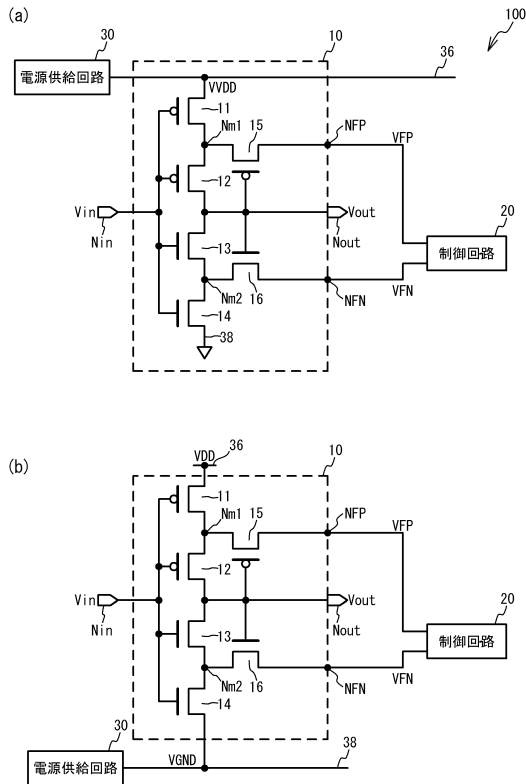 (a)
100
30
10
電源供給回路
36
VVDD
11
Nm1
15
NFP
VFP
12
Vin
Vout
20
Nin
Nout
制御回路
13
Nm2
16
NFN
VFN
14
38
(b)
VDD
36
10
11
Nm1
15
NFP
VFP
12
Vin
Vout
20
Nin
Nout
制御回路
13
Nm2
16
NFN
VFN
14
30
VGND
38
電源供給回路